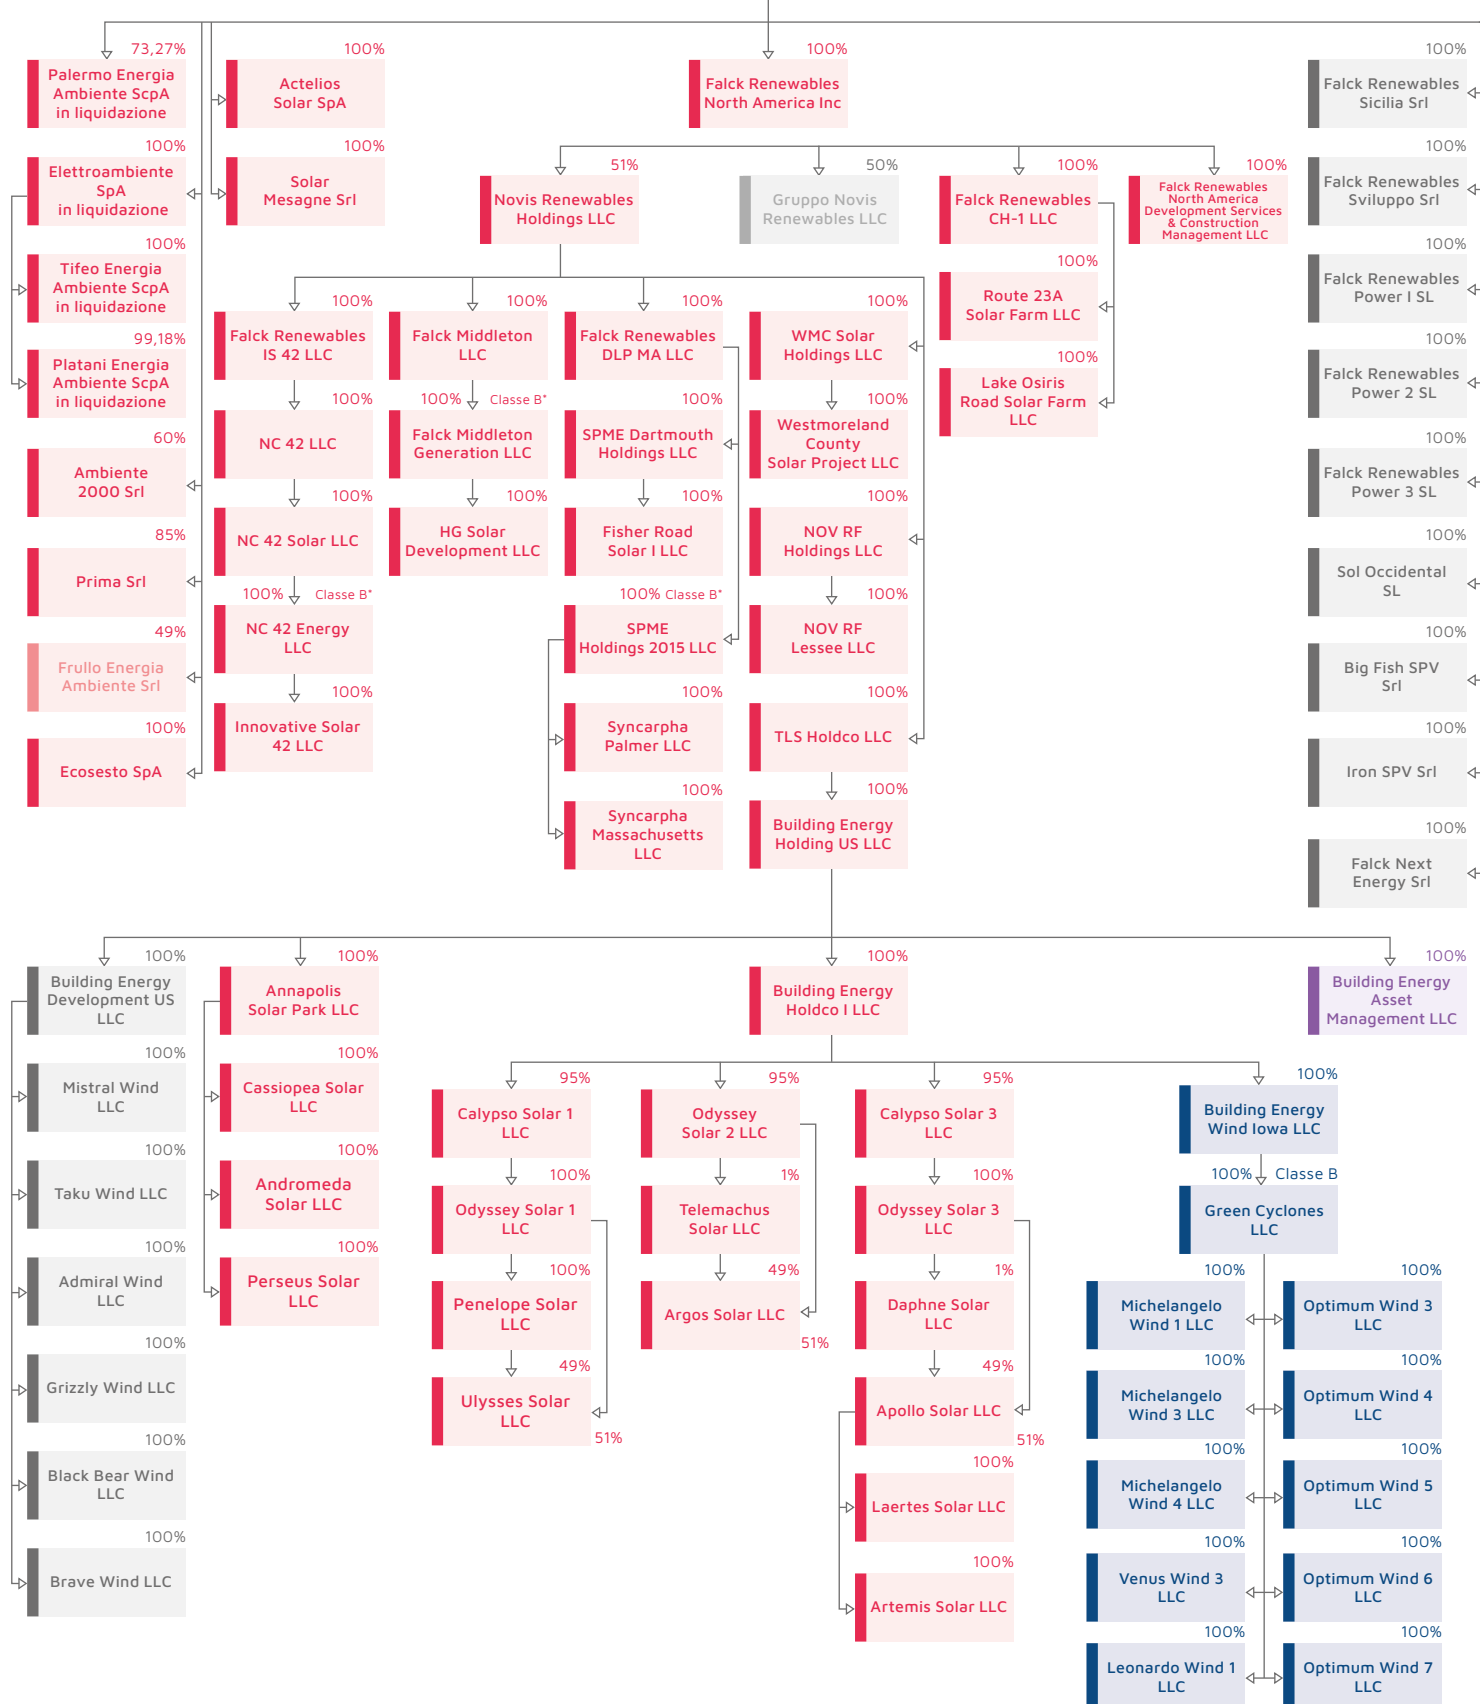 73,27%
Palermo Energia
Ambiente ScpA
in liquidazione
100%
Elettroambiente
SpA
in liquidazione
100%
Tifeo Energia
Ambiente ScpA
in liquidazione
99,18%
Platani Energia
Ambiente ScpA
in liquidazione
60%
Ambiente
2000 Srl
85%
Prima Srl
49%
Frullo Energia
Ambiente Srl
100%
Ecosesto SpA
100%
Actelios
Solar SpA
100%
Solar
Mesagne Srl
100%
Falck Renewables
North America Inc
51%
Novis Renewables
Holdings LLC
50%
Gruppo Novis
Renewables LLC
100%
Falck Renewables
CH-1 LLC
100%
Falck Renewables
North America
Development Services
& Construction
Management LLC
100%
Route 23A
Solar Farm LLC
100%
Lake Osiris
Road Solar Farm
LLC
100%
Falck Renewables
IS 42 LLC
100%
NC 42 LLC
100%
NC 42 Solar LLC
100% Classe B*
NC 42 Energy
LLC
100%
Innovative Solar
42 LLC
100%
Falck Middleton
LLC
100% Classe B*
Falck Middleton
Generation LLC
100%
HG Solar
Development LLC
100%
Falck Renewables
DLP MA LLC
100%
SPME Dartmouth
Holdings LLC
100%
Fisher Road
Solar I LLC
100% Classe B*
SPME
Holdings 2015 LLC
100%
Syncarpha
Palmer LLC
100%
Syncarpha
Massachusetts
LLC
100%
WMC Solar
Holdings LLC
100%
Westmoreland
County
Solar Project LLC
100%
NOV RF
Holdings LLC
100%
NOV RF
Lessee LLC
100%
TLS Holdco LLC
100%
Building Energy
Holding US LLC
100%
Falck Renewables
Sicilia Srl
100%
Falck Renewables
Sviluppo Srl
100%
Falck Renewables
Power I SL
100%
Falck Renewables
Power 2 SL
100%
Falck Renewables
Power 3 SL
100%
Sol Occidental
SL
100%
Big Fish SPV
Srl
100%
Iron SPV Srl
100%
Falck Next
Energy Srl
100%
Building Energy
Development US
LLC
100%
Mistral Wind
LLC
100%
Taku Wind LLC
100%
Admiral Wind
LLC
100%
Grizzly Wind LLC
100%
Black Bear Wind
LLC
100%
Brave Wind LLC
100%
Annapolis
Solar Park LLC
100%
Cassiopea Solar
LLC
100%
Andromeda
Solar LLC
100%
Perseus Solar
LLC
100%
Building Energy
Holdco I LLC
100%
Building Energy
Asset
Management LLC
95%
Calypso Solar 1
LLC
100%
Odyssey Solar 1
LLC
100%
Penelope Solar
LLC
49%
Ulysses Solar
LLC
51%
95%
Odyssey
Solar 2 LLC
1%
Telemachus
Solar LLC
49%
Argos Solar LLC
51%
95%
Calypso Solar 3
LLC
100%
Odyssey Solar 3
LLC
1%
Daphne Solar
LLC
49%
Apollo Solar LLC
51%
100%
Laertes Solar LLC
100%
Artemis Solar LLC
100%
Building Energy
Wind Iowa LLC
100% Classe B
Green Cyclones
LLC
100%
Michelangelo
Wind 1 LLC
100%
Optimum Wind 3
LLC
100%
Michelangelo
Wind 3 LLC
100%
Optimum Wind 4
LLC
100%
Michelangelo
Wind 4 LLC
100%
Optimum Wind 5
LLC
100%
Venus Wind 3
LLC
100%
Optimum Wind 6
LLC
100%
Leonardo Wind 1
LLC
100%
Optimum Wind 7
LLC